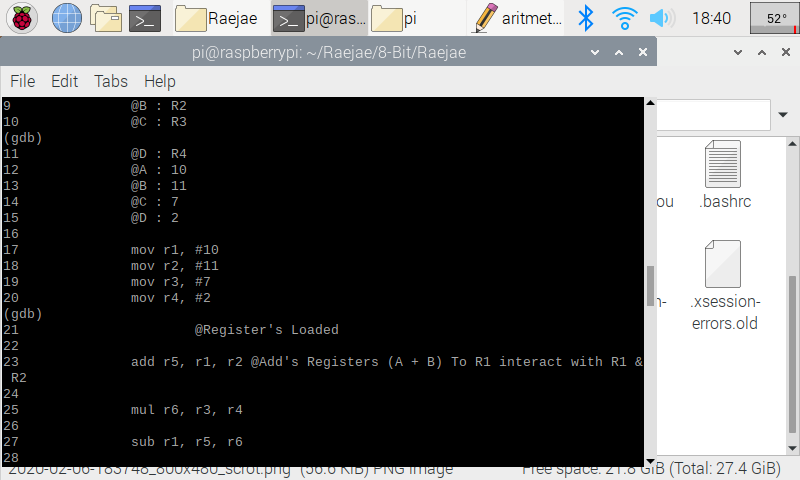 Raejae
pi@ras...
pi
aritmet...
18:40
52°
pi@raspberrypi: ~/Raejae/8-Bit/Raejae
File Edit Tabs Help
9 @B : R2
10 @C : R3
(gdb)
11 @D : R4
12 @A : 10
13 @B : 11
14 @C : 7
15 @D : 2
16
17 mov r1, #10
18 mov r2, #11
19 mov r3, #7
20 mov r4, #2
(gdb)
21 @Register's Loaded
22
23 add r5, r1, r2 @Add's Registers (A + B) To R1 interact with R1 &
R2
24
25 mul r6, r3, r4
26
27 sub r1, r5, r6
28
ou
.bashrc
n-
.xsession-
errors.old
2020-02-06-183748_800x480_scrot.png (56.6 KiB) PNG image
Free space: 21.8 GiB (Total: 27.4 GiB)